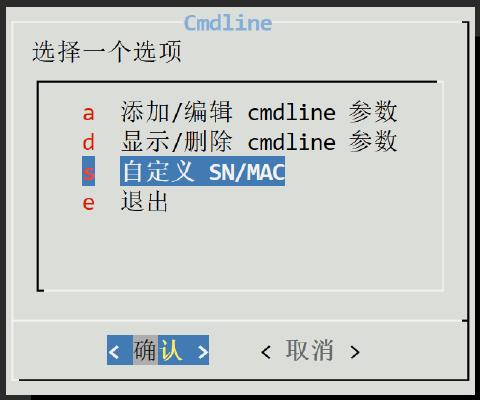 Cmdline
选择一个选项
a 添加/编辑 cmdline 参数
d 显示/删除 cmdline 参数
s 自定义 SN/MAC
e 退出
< 确认 > < 取消 >